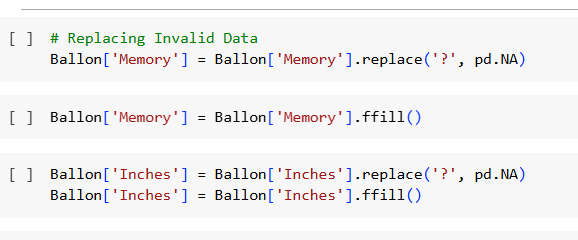 [ ] # Replacing Invalid Data
Ballon['Memory'] = Ballon['Memory'].replace('?', pd.NA)
[ ] Ballon['Memory'] = Ballon['Memory'].ffill()
[ ] Ballon['Inches'] = Ballon['Inches'].replace('?', pd.NA)
Ballon['Inches'] = Ballon['Inches'].ffill()